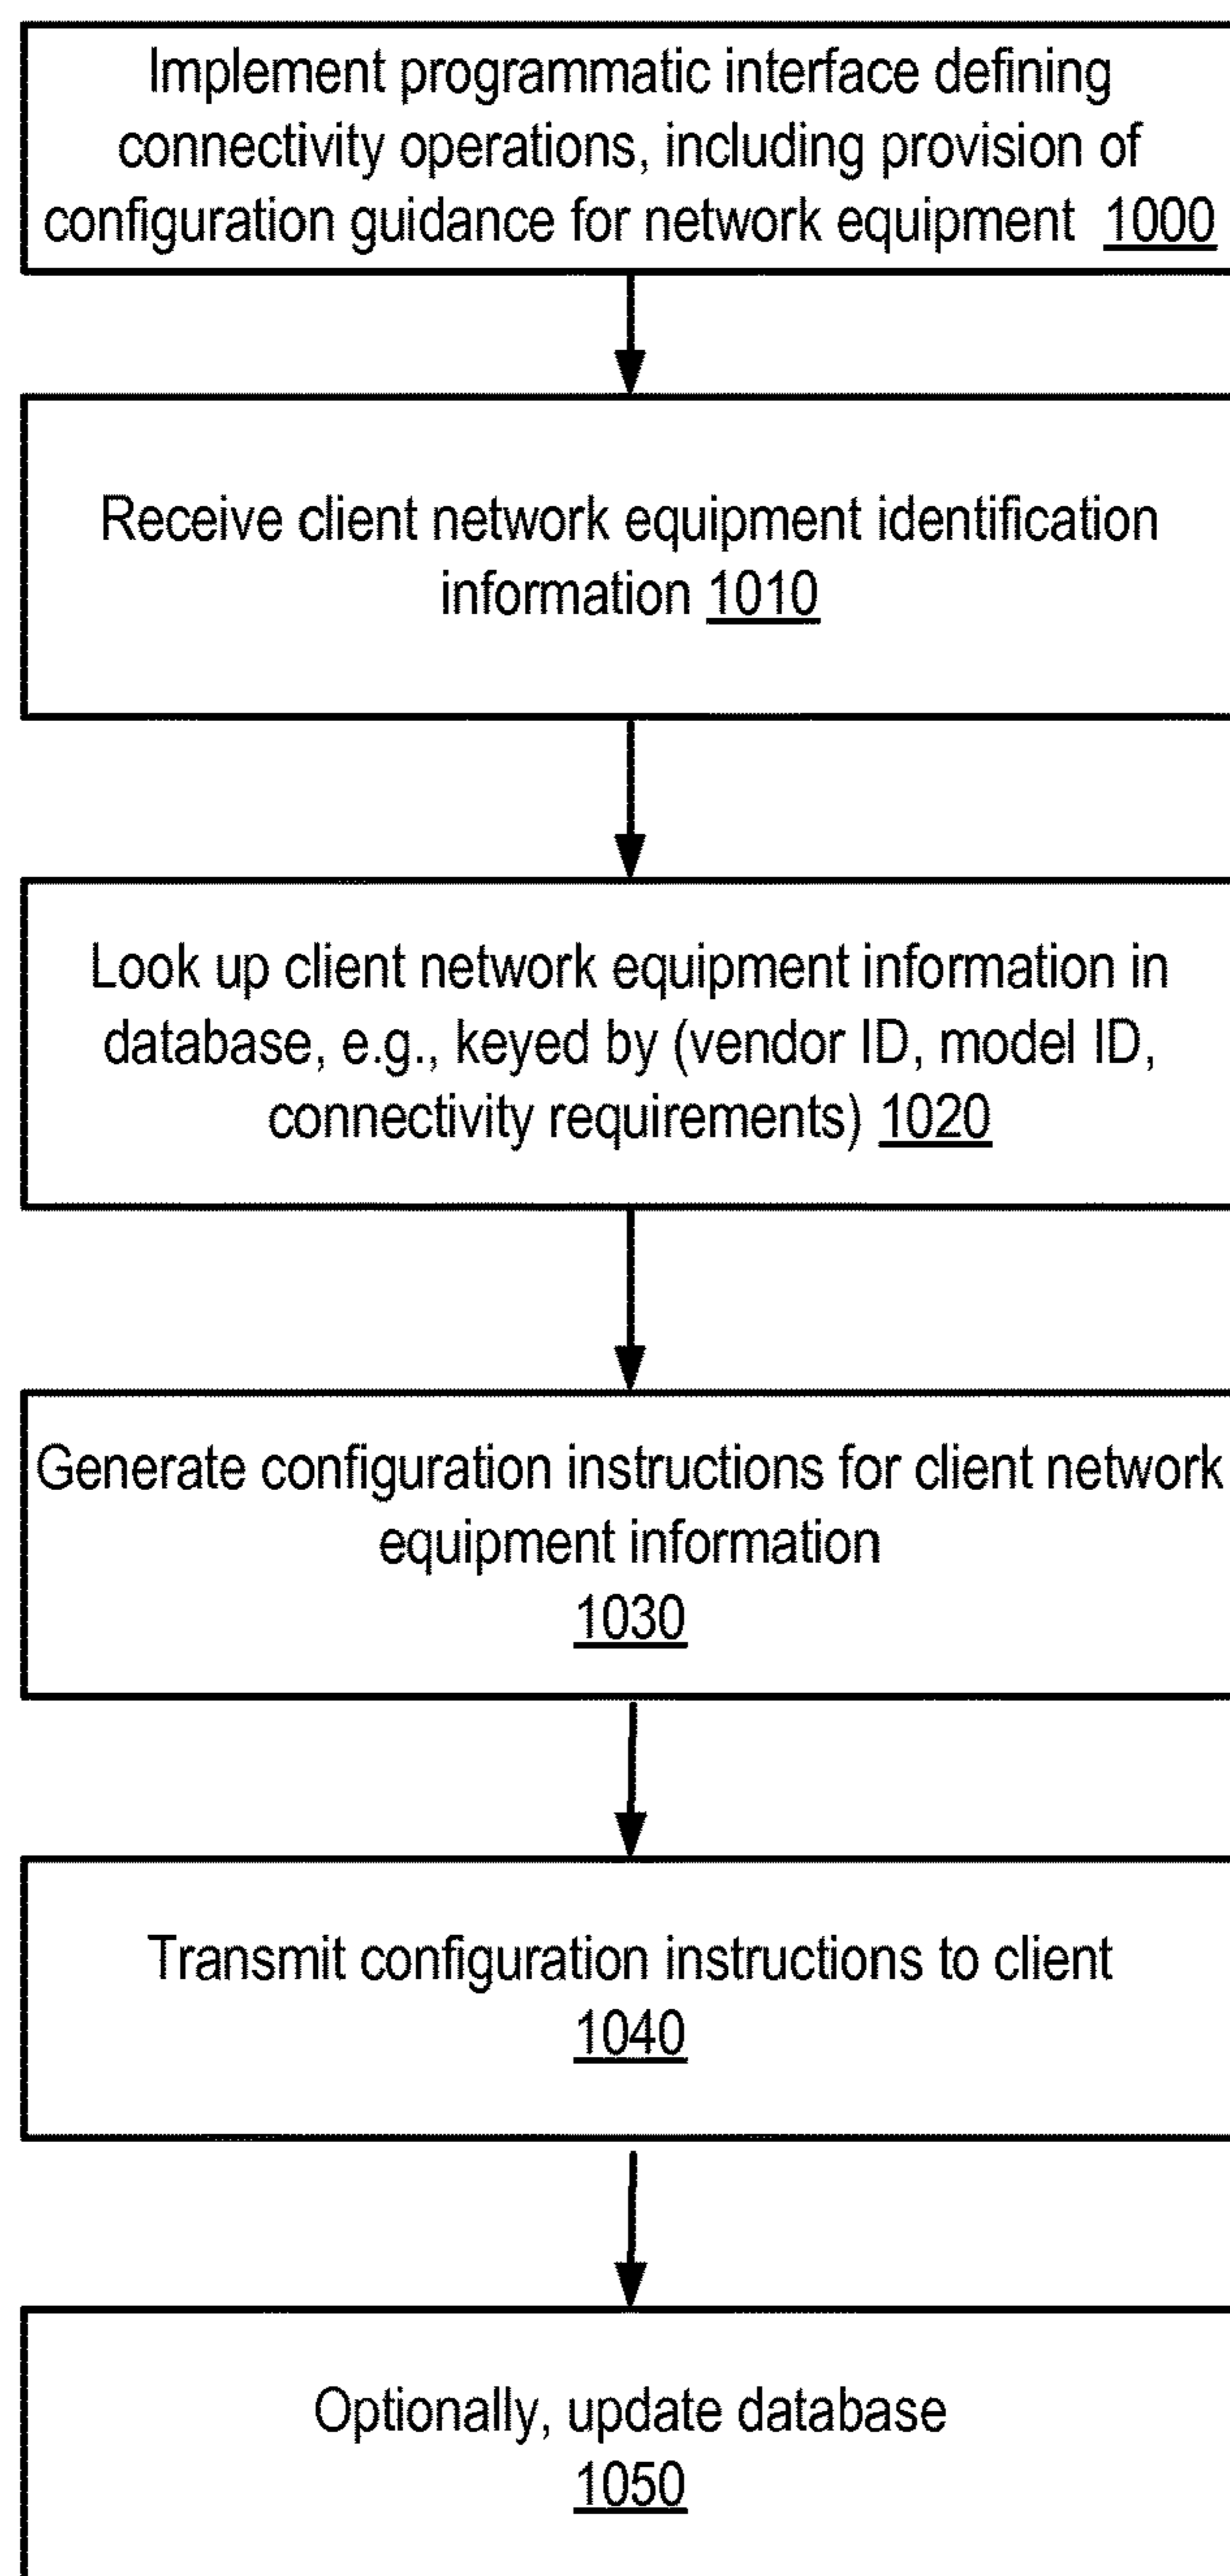 Implement programmatic interface defining
connectivity operations, including provision of
configuration guidance for network equipment 1000
Receive client network equipment identification
information 1010
Look up client network equipment information in
database, e.g., keyed by (vendor ID, model ID,
connectivity requirements) 1020
Generate configuration instructions for client network
equipment information
1030
Transmit configuration instructions to client
1040
Optionally, update database
1050